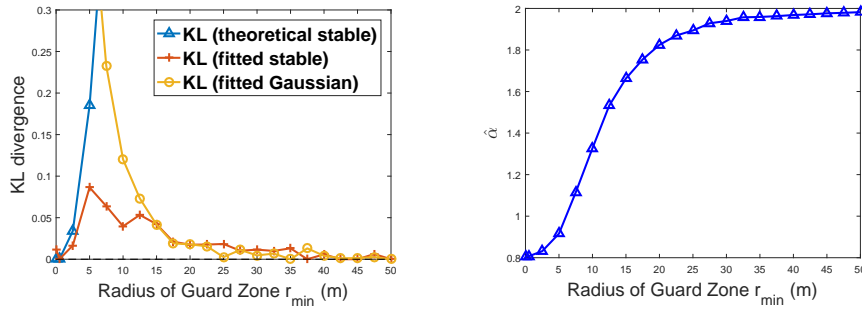 0.3
0.25
0.2
0.15
0.1
0.05
0
KL divergence
KL (theoretical stable)
KL (fitted stable)
KL (fitted Gaussian)
0 5 10 15 20 25 30 35 40 45 50
Radius of Guard Zone r_min (m)
2
1.8
1.6
1.4
1.2
1
0.8
α̂
0 5 10 15 20 25 30 35 40 45 50
Radius of Guard Zone r_min (m)